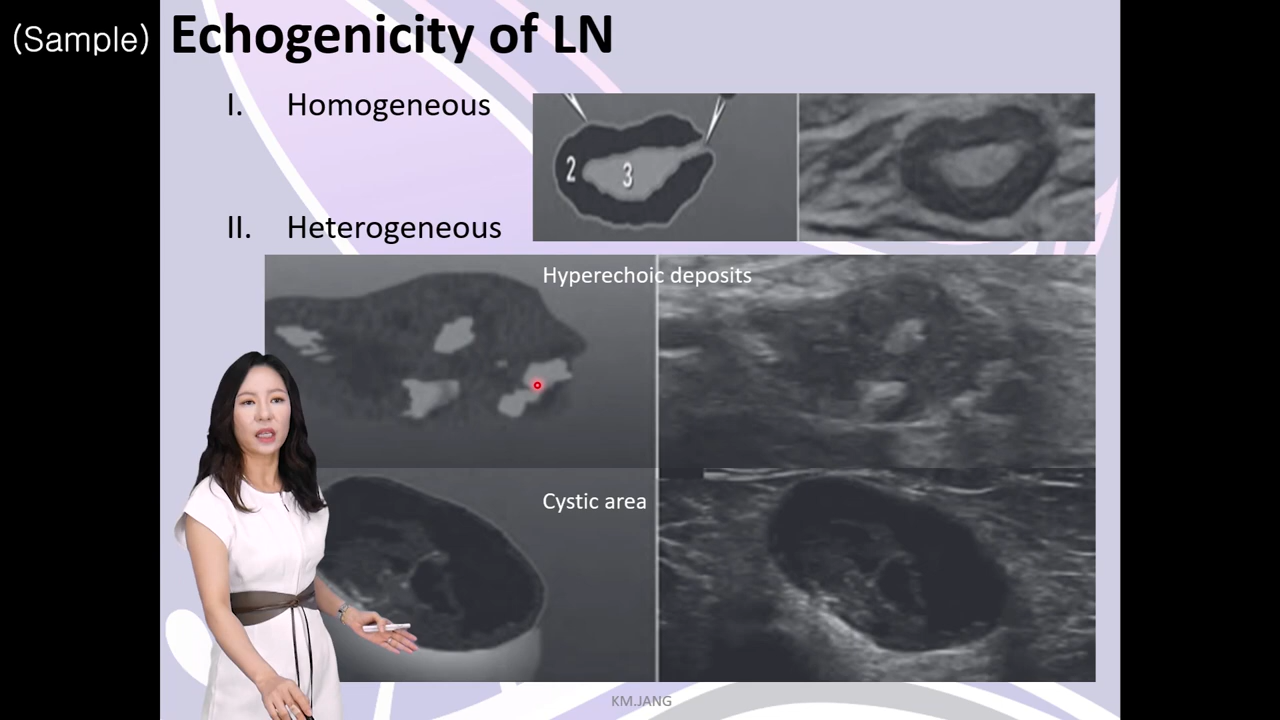 (Sample) Echogenicity of LN
I. Homogeneous
2 3
II. Heterogeneous
Hyperechoic deposits
Cystic area
KM.JANG